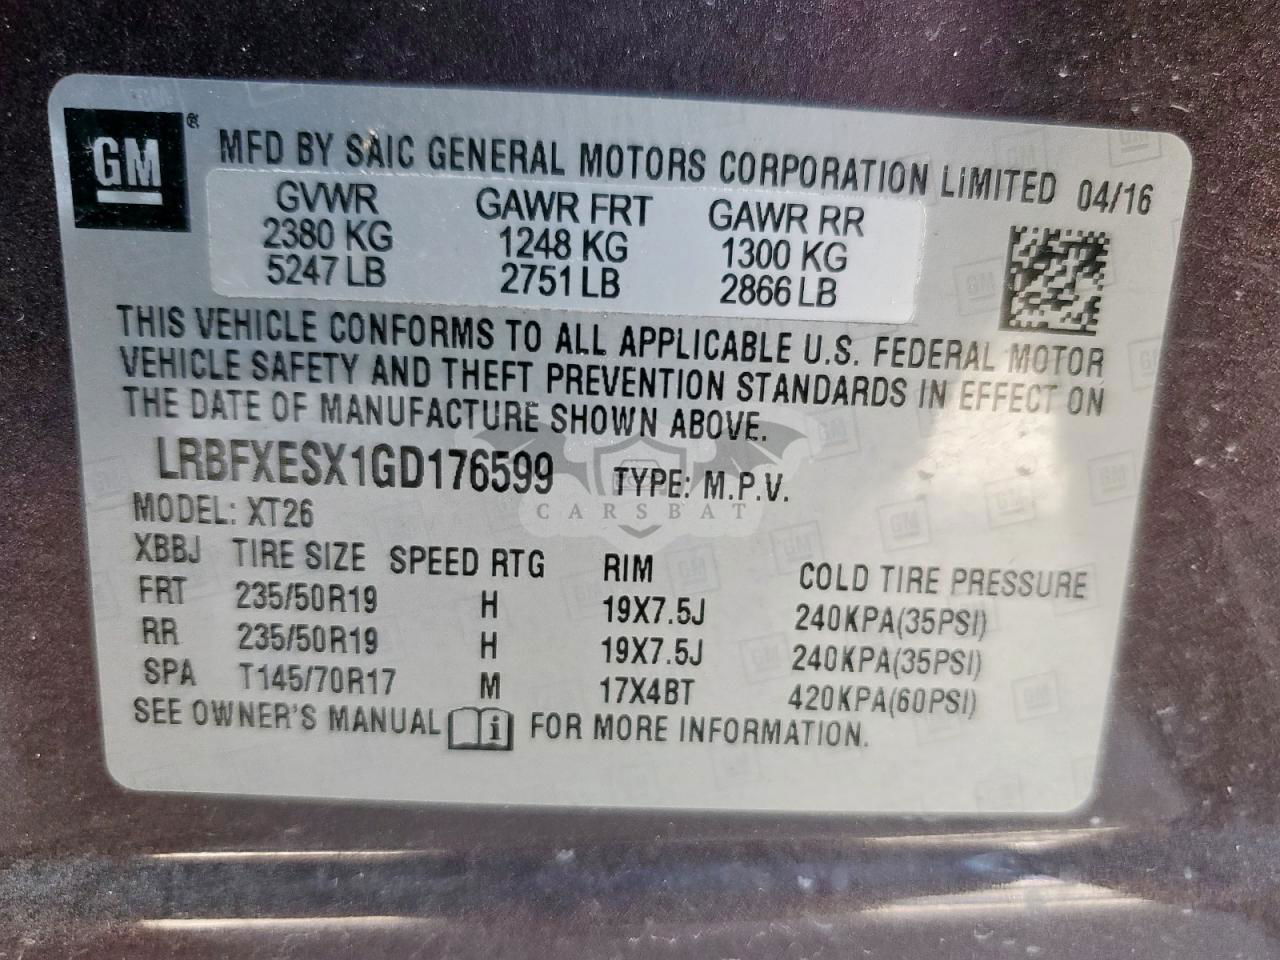 GM ®
MFD BY SAIC GENERAL MOTORS CORPORATION LIMITED 04/16
GVWR GAWR FRT GAWR RR
2380 KG 1248 KG 1300 KG
5247 LB 2751 LB 2866 LB
THIS VEHICLE CONFORMS TO ALL APPLICABLE U.S. FEDERAL MOTOR
VEHICLE SAFETY AND THEFT PREVENTION STANDARDS IN EFFECT ON
THE DATE OF MANUFACTURE SHOWN ABOVE.
LRBFXESX1GD176599 TYPE: M.P.V.
CARSBAT
MODEL: XT26
XBBJ TIRE SIZE SPEED RTG RIM COLD TIRE PRESSURE
FRT 235/50R19 H 19X7.5J 240KPA(35PSI)
RR 235/50R19 H 19X7.5J 240KPA(35PSI)
SPA T145/70R17 M 17X4BT 420KPA(60PSI)
SEE OWNER'S MANUAL i FOR MORE INFORMATION.